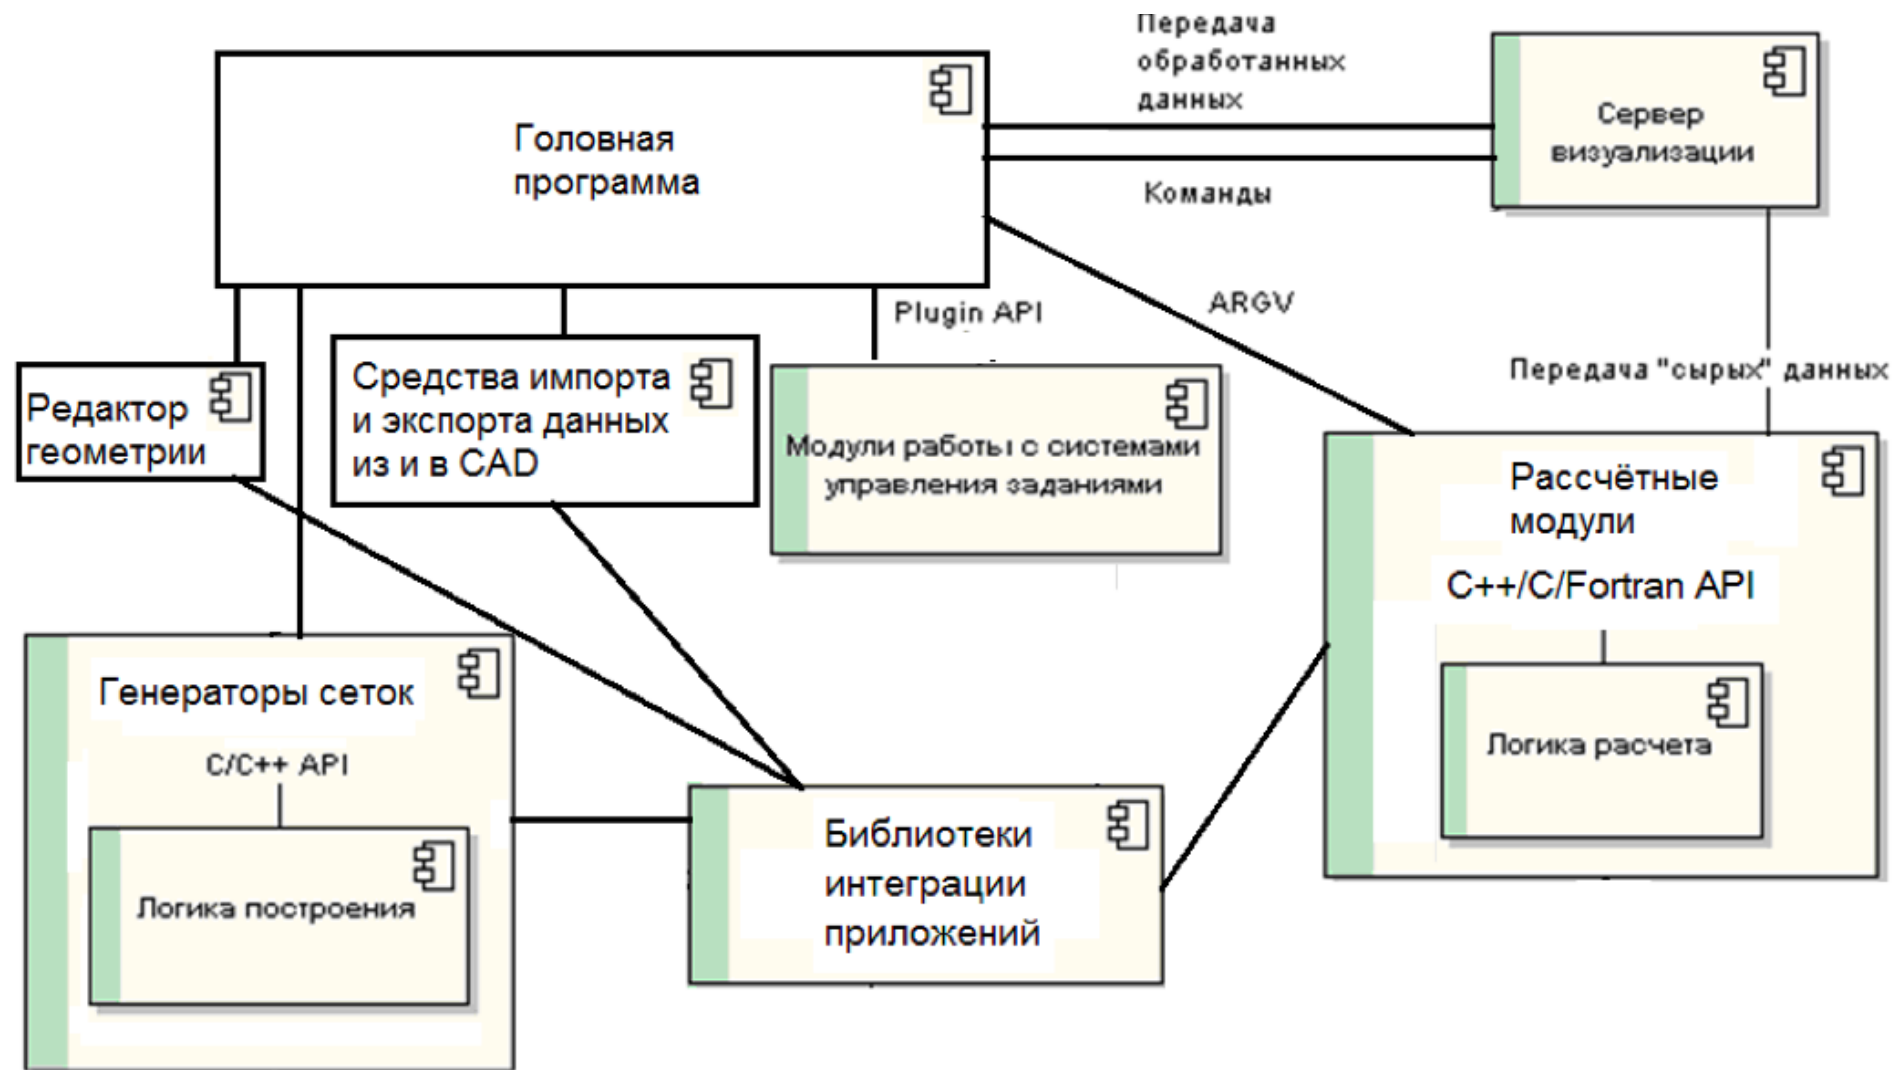 Передача
обработанных
данных
Головная
программа
Сервер
визуализации
Команды
Plugin API
ARGV
Передача "сырых" данных
Редактор
геометрии
Средства импорта
и экспорта данных
из и в CAD
Модули работы с системами
управления заданиями
Рассчётные
модули
C++/C/Fortran API
Логика расчета
Генераторы сеток
C/C++ API
Логика построения
Библиотеки
интеграции
приложений